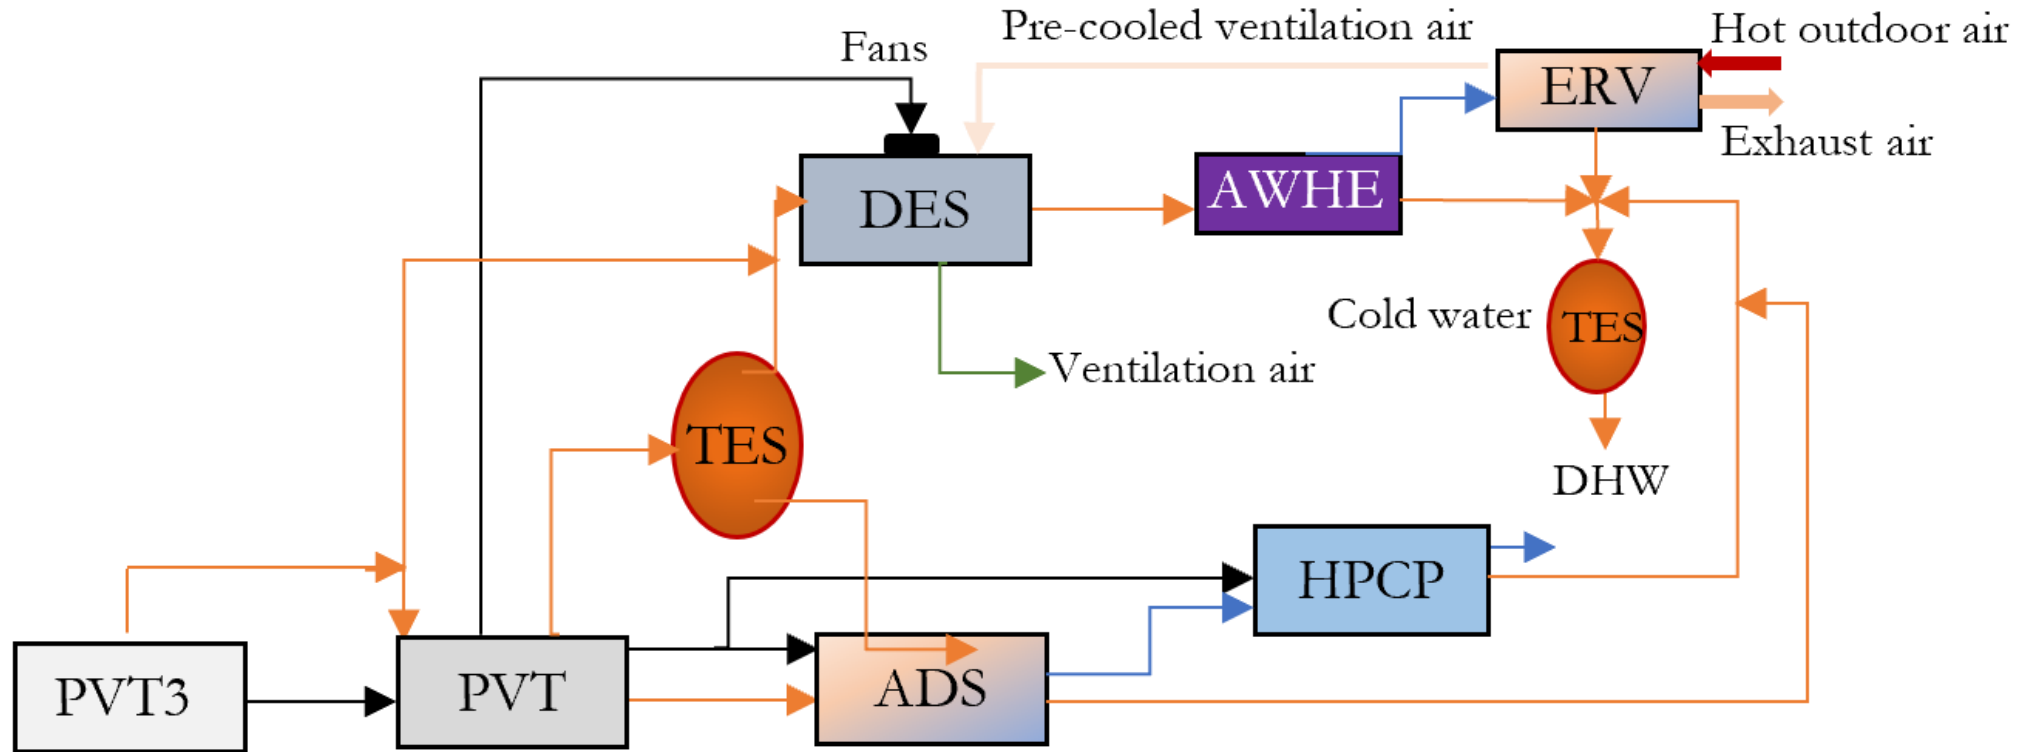 Pre-cooled ventilation air
Hot outdoor air
Fans
ERV
Exhaust air
DES
AWHE
Cold water
TES
Ventilation air
TES
DHW
HPCP
PVT3
PVT
ADS